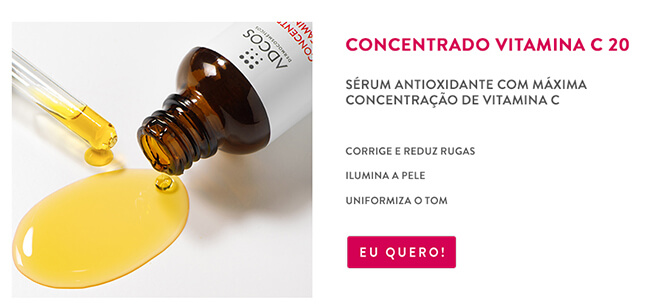 ADCOS
DERMOCOSMÉTICOS
CONCENTRADO VITAMINA C 20
SÉRUM ANTIOXIDANTE COM MÁXIMA
CONCENTRAÇÃO DE VITAMINA C
CORRIGE E REDUZ RUGAS
ILUMINA A PELE
UNIFORMIZA O TOM
EU QUERO!